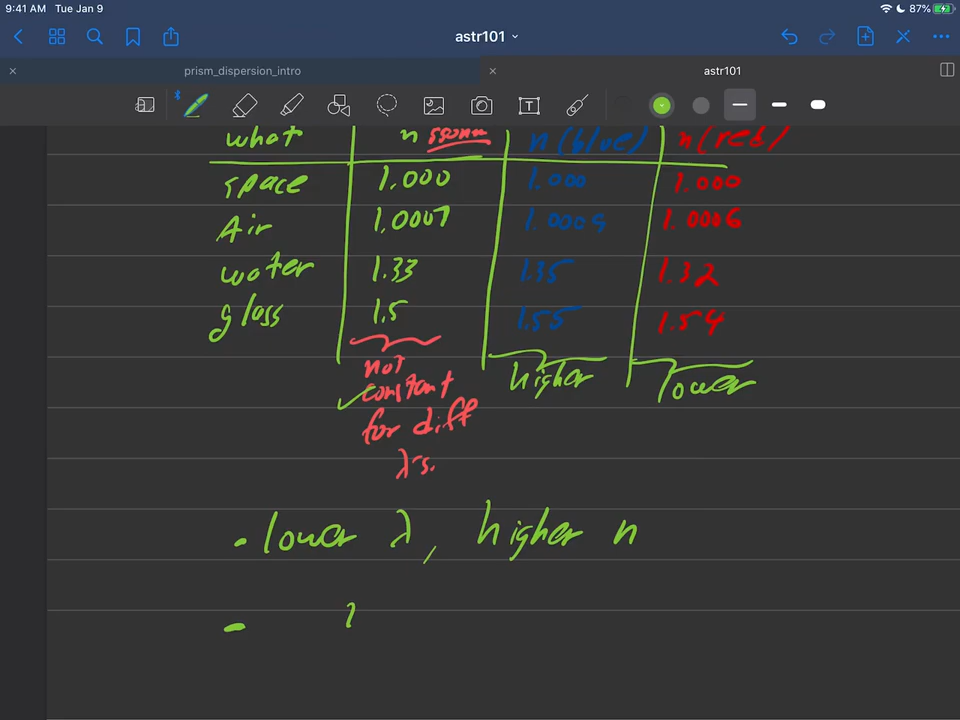 9:41 AM Tue Jan 9 87%
astr101
prism_dispersion_intro astr101
what n 550nm n(blue) n(red)
space 1.000 1.000 1.000
Air 1.0007 1.0009 1.0006
water 1.33 1.35 1.32
glass 1.5 1.55 1.54
not higher lower
constant
for diff
λ's.
- lower λ, higher n
-